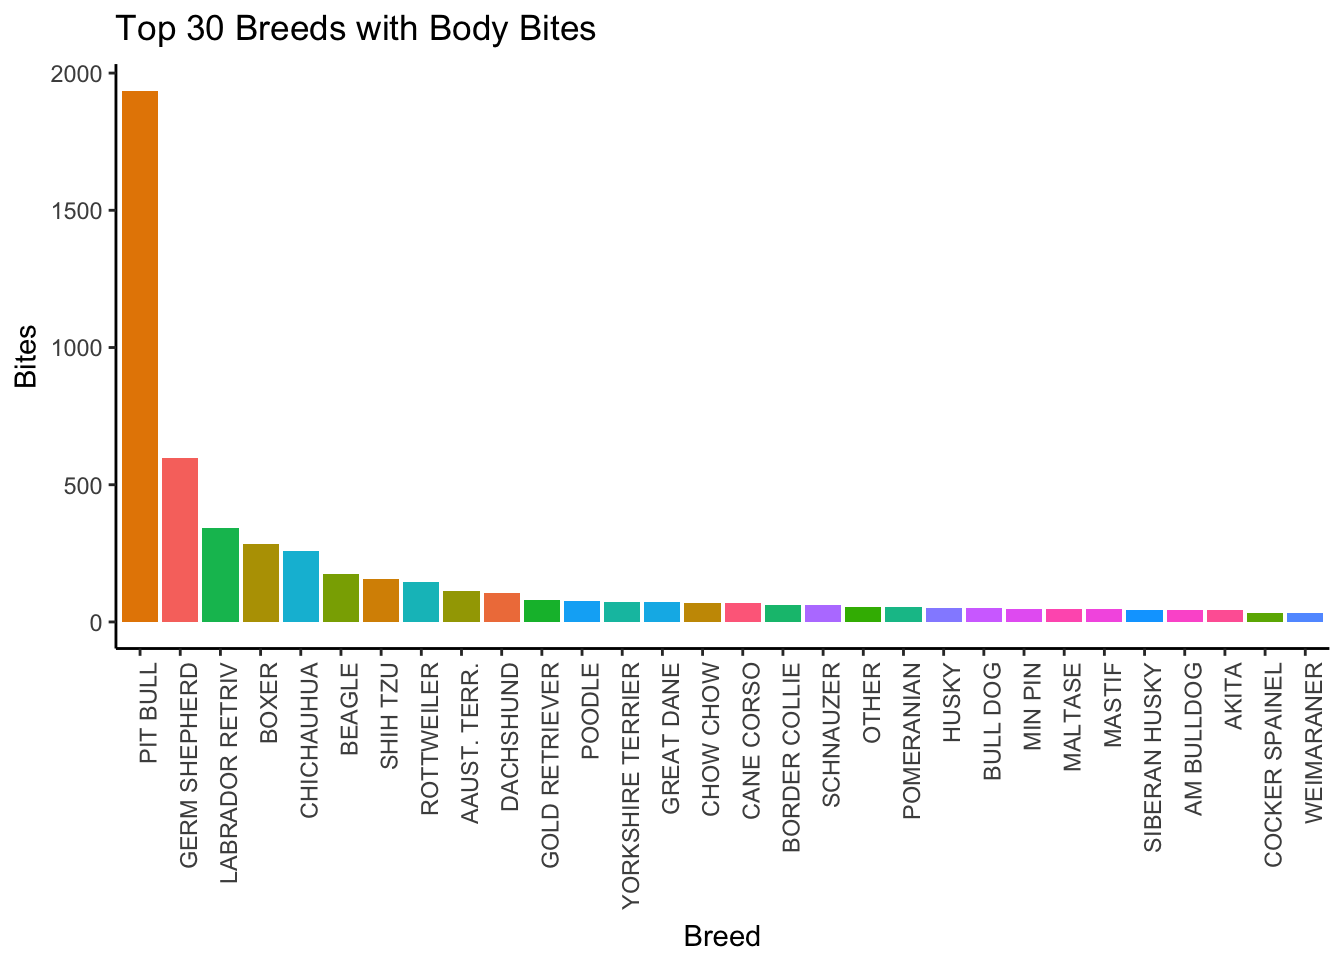 Top 30 Breeds with Body Bites
2000
1500
1000
500
0
Bites
PIT BULL
GERM SHEPHERD
LABRADOR RETRIV
BOXER
CHICHAUHUA
BEAGLE
SHIH TZU
ROTTWEILER
AAUST. TERR.
DACHSHUND
GOLD RETRIEVER
POODLE
YORKSHIRE TERRIER
GREAT DANE
CHOW CHOW
CANE CORSO
BORDER COLLIE
SCHNAUZER
OTHER
POMERANIAN
HUSKY
BULL DOG
MIN PIN
MALTASE
MASTIF
SIBERAN HUSKY
AM BULLDOG
AKITA
COCKER SPAINEL
WEIMARANER
Breed